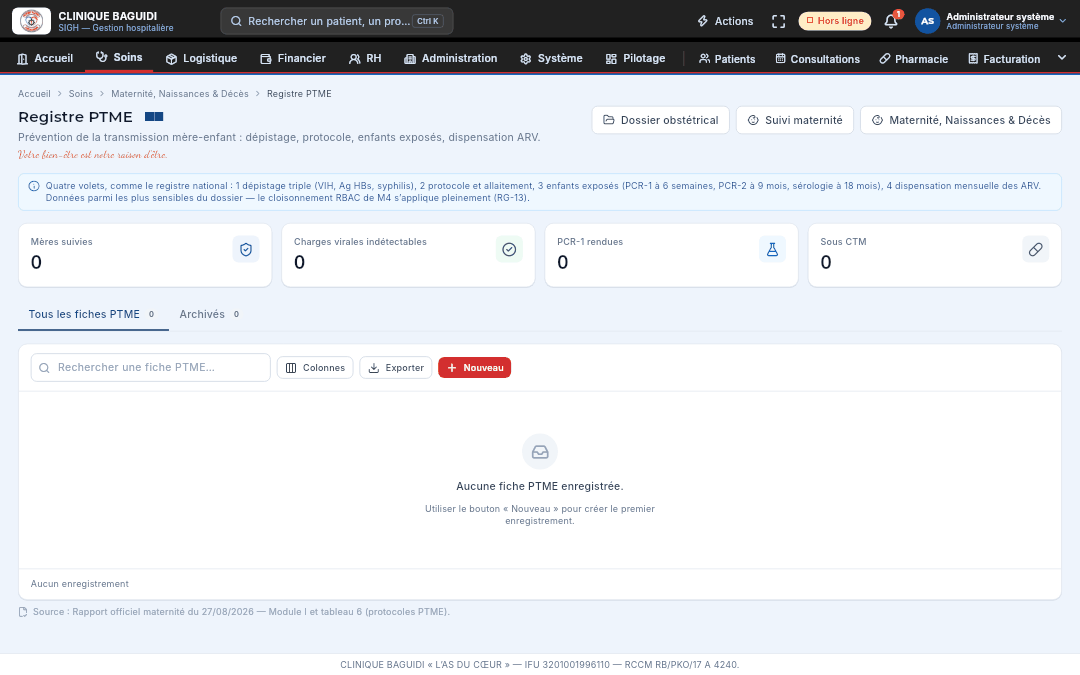 CLINIQUE BAGUIDI
SIGH — Gestion hospitalière
Rechercher un patient, un pro... Ctrl K
Actions
Hors ligne
1
AS
Administrateur système
Administrateur système
Accueil
Soins
Logistique
Financier
RH
Administration
Système
Pilotage
Patients
Consultations
Pharmacie
Facturation
Accueil > Soins > Maternité, Naissances & Décès > Registre PTME
Registre PTME
Prévention de la transmission mère-enfant : dépistage, protocole, enfants exposés, dispensation ARV.
Votre bien-être est notre raison d'être.
Dossier obstétrical
Suivi maternité
Maternité, Naissances & Décès
Quatre volets, comme le registre national : 1 dépistage triple (VIH, Ag HBs, syphilis), 2 protocole et allaitement, 3 enfants exposés (PCR-1 à 6 semaines, PCR-2 à 9 mois, sérologie à 18 mois), 4 dispensation mensuelle des ARV.
Données parmi les plus sensibles du dossier — le cloisonnement RBAC de M4 s'applique pleinement (RG-13).
Mères suivies
0
Charges virales indétectables
0
PCR-1 rendues
0
Sous CTM
0
Tous les fiches PTME 0
Archivés 0
Rechercher une fiche PTME...
Colonnes
Exporter
Nouveau
Aucune fiche PTME enregistrée.
Utiliser le bouton « Nouveau » pour créer le premier
enregistrement.
Aucun enregistrement
Source : Rapport officiel maternité du 27/08/2026 — Module I et tableau 6 (protocoles PTME).
CLINIQUE BAGUIDI « L'AS DU CŒUR » — IFU 3201001996110 — RCCM RB/PKO/17 A 4240.